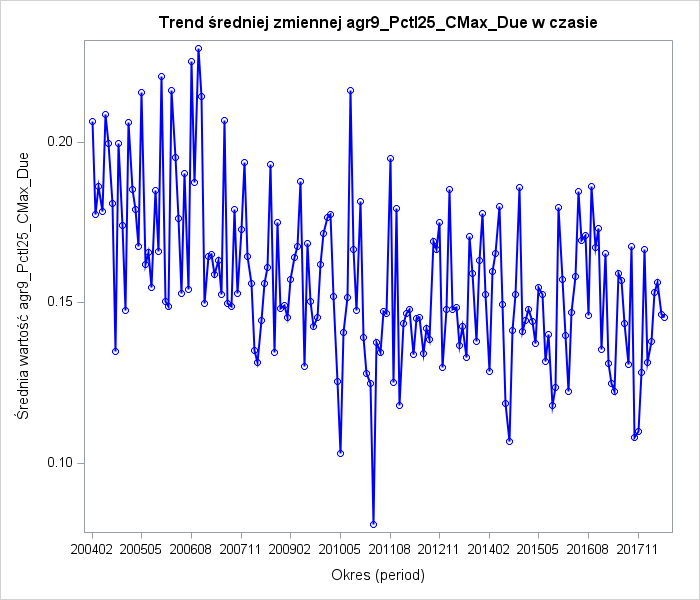 Trend średniej zmiennej agr9_Pctl25_CMax_Due w czasie
Średnia wartość agr9_Pctl25_CMax_Due
0.20
0.15
0.10
200402 200505 200608 200711 200902 201005 201108 201211 201402 201505 201608 201711
Okres (period)